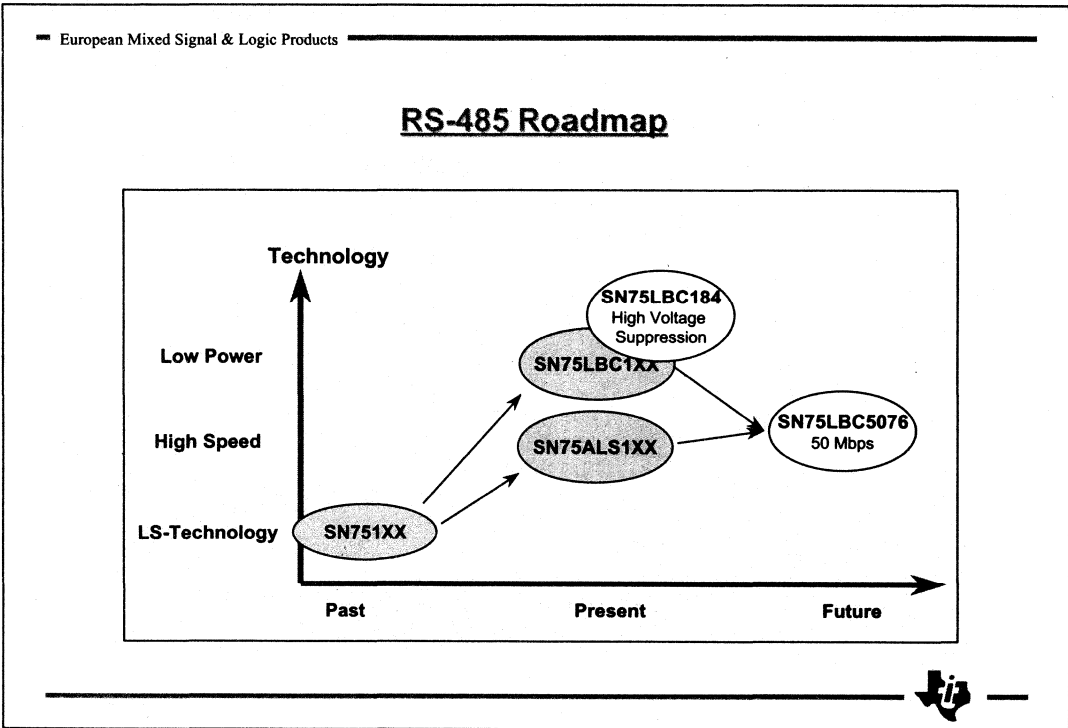 European Mixed Signal & Logic Products
RS-485 Roadmap
Technology
SN75LBC184
High Voltage
Suppression
Low Power
SN75LBC1XX
SN75LBC5076
50 Mbps
High Speed
SN75ALS1XX
LS-Technology
SN751XX
Past
Present
Future